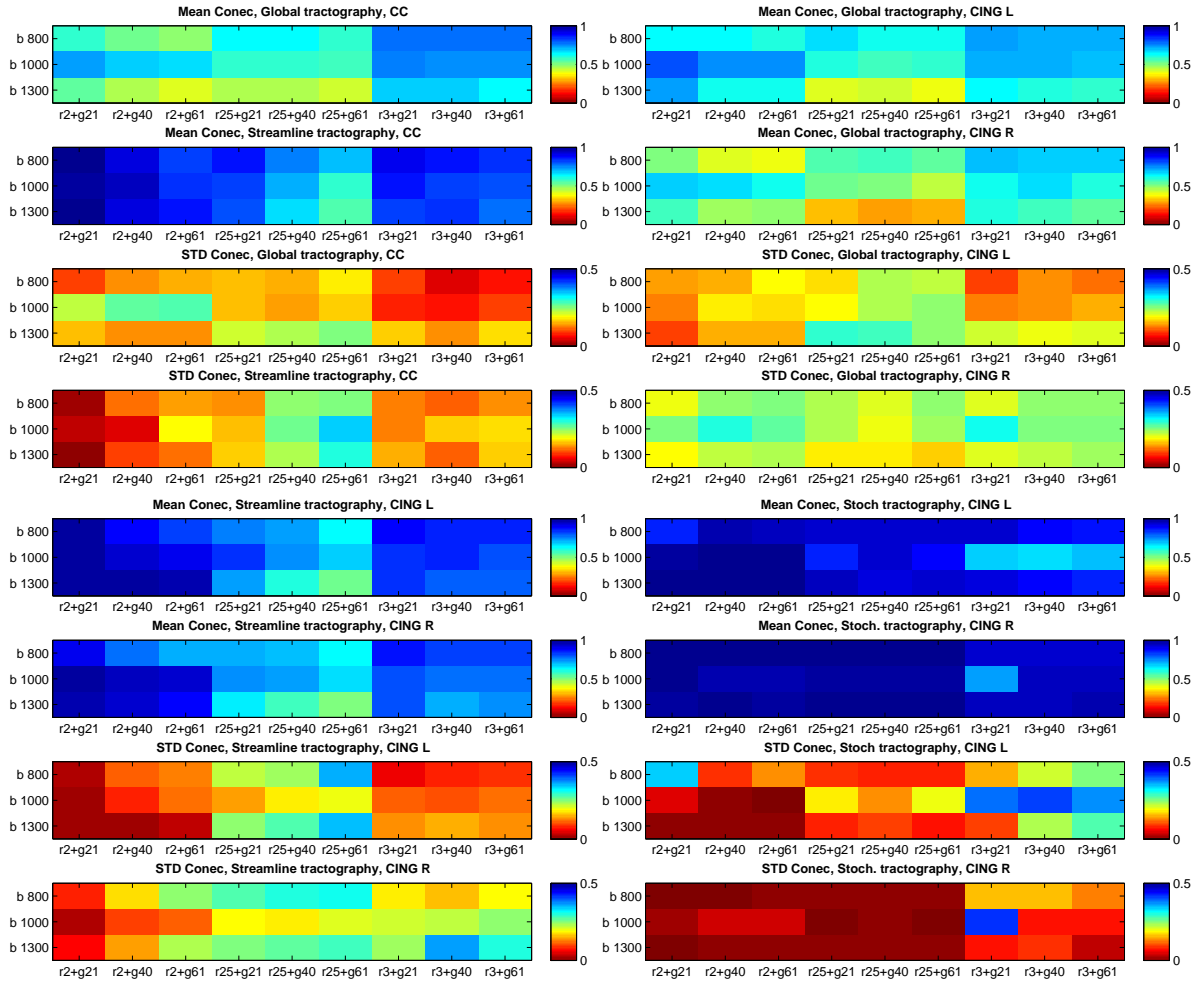 Mean Conec, Global tractography, CC
b 800
b 1000
b 1300
r2+g21 r2+g40 r2+g61 r25+g21 r25+g40 r25+g61 r3+g21 r3+g40 r3+g61
1
0.5
0
Mean Conec, Global tractography, CING L
b 800
b 1000
b 1300
r2+g21 r2+g40 r2+g61 r25+g21 r25+g40 r25+g61 r3+g21 r3+g40 r3+g61
1
0.5
0
Mean Conec, Streamline tractography, CC
b 800
b 1000
b 1300
r2+g21 r2+g40 r2+g61 r25+g21 r25+g40 r25+g61 r3+g21 r3+g40 r3+g61
1
0.5
0
Mean Conec, Global tractography, CING R
b 800
b 1000
b 1300
r2+g21 r2+g40 r2+g61 r25+g21 r25+g40 r25+g61 r3+g21 r3+g40 r3+g61
1
0.5
0
STD Conec, Global tractography, CC
b 800
b 1000
b 1300
r2+g21 r2+g40 r2+g61 r25+g21 r25+g40 r25+g61 r3+g21 r3+g40 r3+g61
0.5
0
STD Conec, Global tractography, CING L
b 800
b 1000
b 1300
r2+g21 r2+g40 r2+g61 r25+g21 r25+g40 r25+g61 r3+g21 r3+g40 r3+g61
0.5
0
STD Conec, Streamline tractography, CC
b 800
b 1000
b 1300
r2+g21 r2+g40 r2+g61 r25+g21 r25+g40 r25+g61 r3+g21 r3+g40 r3+g61
0.5
0
STD Conec, Global tractography, CING R
b 800
b 1000
b 1300
r2+g21 r2+g40 r2+g61 r25+g21 r25+g40 r25+g61 r3+g21 r3+g40 r3+g61
0.5
0
Mean Conec, Streamline tractography, CING L
b 800
b 1000
b 1300
r2+g21 r2+g40 r2+g61 r25+g21 r25+g40 r25+g61 r3+g21 r3+g40 r3+g61
1
0.5
0
Mean Conec, Stoch tractography, CING L
b 800
b 1000
b 1300
r2+g21 r2+g40 r2+g61 r25+g21 r25+g40 r25+g61 r3+g21 r3+g40 r3+g61
1
0.5
0
Mean Conec, Streamline tractography, CING R
b 800
b 1000
b 1300
r2+g21 r2+g40 r2+g61 r25+g21 r25+g40 r25+g61 r3+g21 r3+g40 r3+g61
1
0.5
0
Mean Conec, Stoch. tractography, CING R
b 800
b 1000
b 1300
r2+g21 r2+g40 r2+g61 r25+g21 r25+g40 r25+g61 r3+g21 r3+g40 r3+g61
1
0.5
0
STD Conec, Streamline tractography, CING L
b 800
b 1000
b 1300
r2+g21 r2+g40 r2+g61 r25+g21 r25+g40 r25+g61 r3+g21 r3+g40 r3+g61
0.5
0
STD Conec, Stoch tractography, CING L
b 800
b 1000
b 1300
r2+g21 r2+g40 r2+g61 r25+g21 r25+g40 r25+g61 r3+g21 r3+g40 r3+g61
0.5
0
STD Conec, Streamline tractography, CING R
b 800
b 1000
b 1300
r2+g21 r2+g40 r2+g61 r25+g21 r25+g40 r25+g61 r3+g21 r3+g40 r3+g61
0.5
0
STD Conec, Stoch. tractography, CING R
b 800
b 1000
b 1300
r2+g21 r2+g40 r2+g61 r25+g21 r25+g40 r25+g61 r3+g21 r3+g40 r3+g61
0.5
0